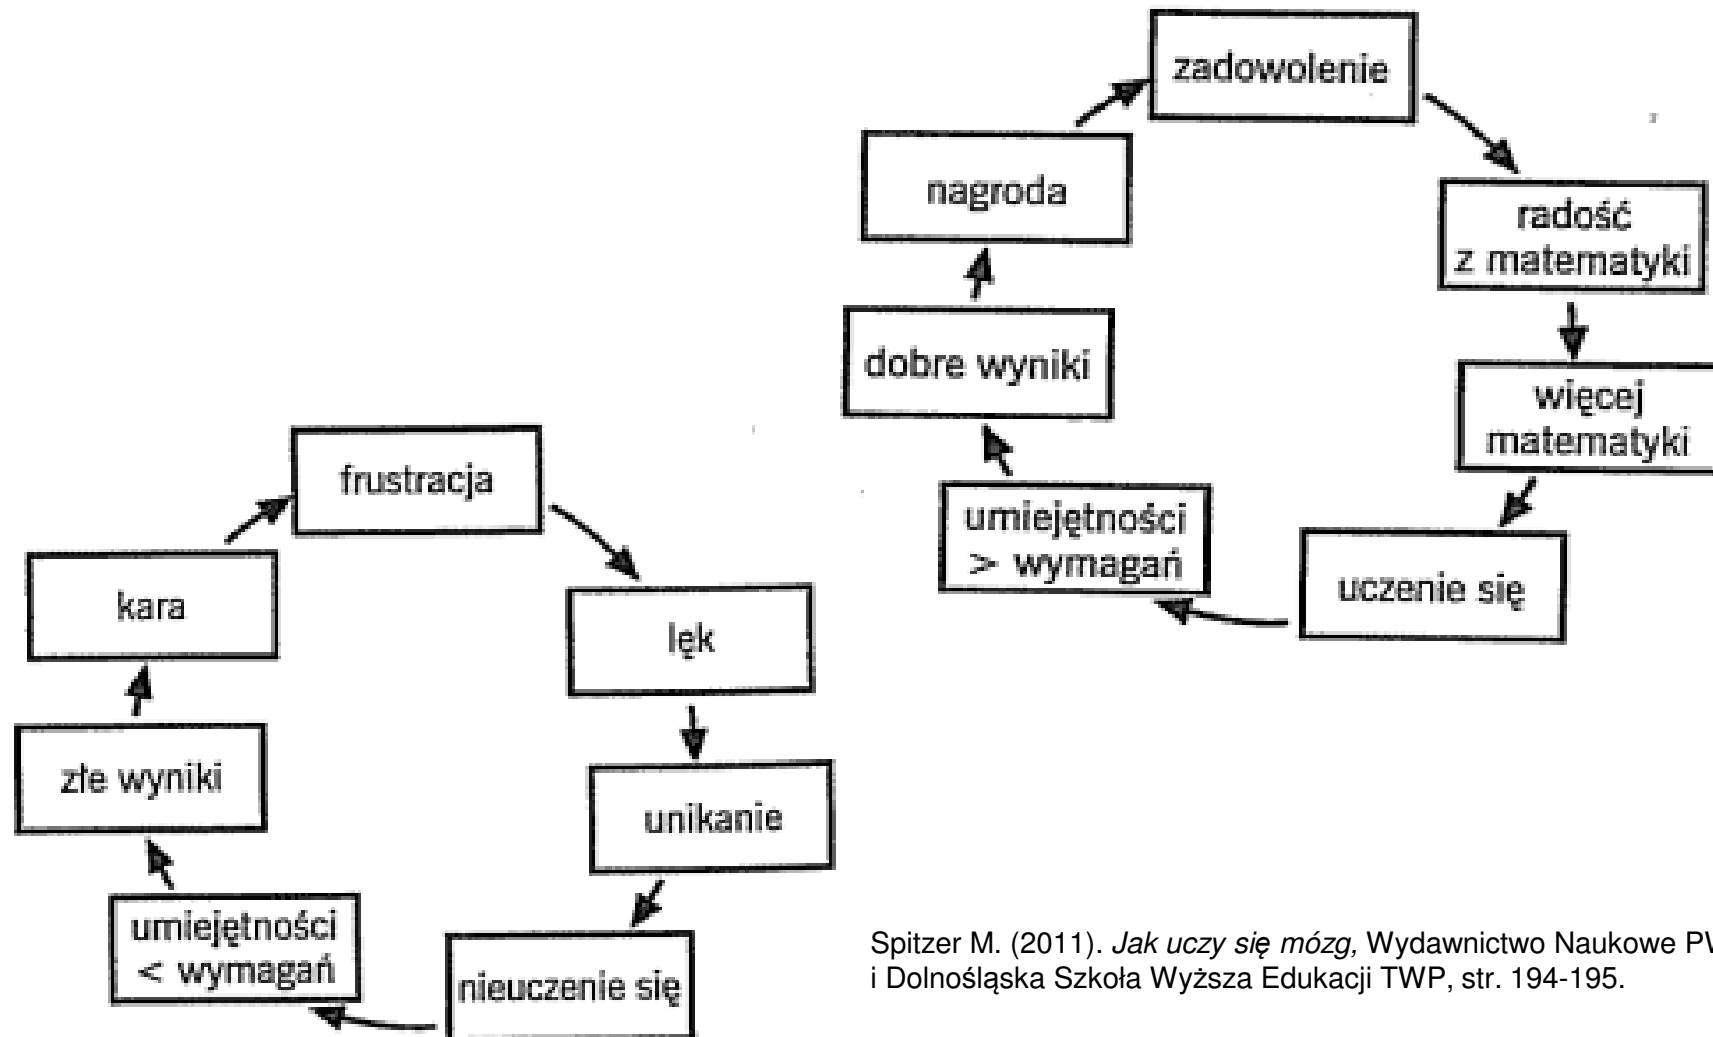 zadowolenie
nagroda
radość
z matematyki
dobre wyniki
więcej
matematyki
umiejętności
> wymagań
uczenie się
frustracja
kara
lęk
złe wyniki
unikanie
umiejętności
< wymagań
nieuczenie się
Spitzer M. (2011). Jak uczy się mózg, Wydawnictwo Naukowe
i Dolnośląska Szkoła Wyższa Edukacji TWP, str. 194-195.